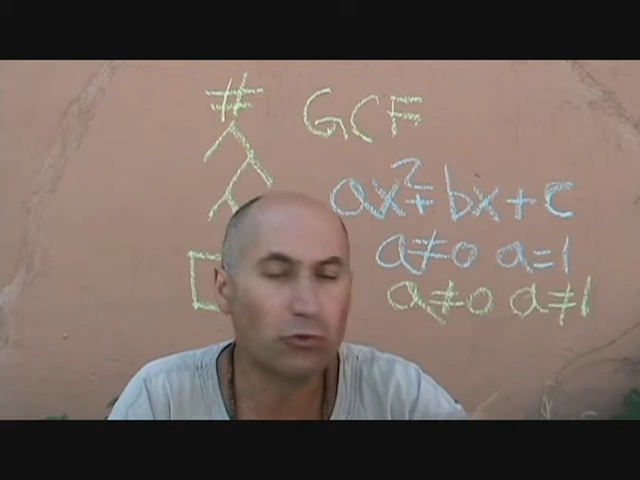 # GCF
ax²+bx+c
a≠0 a=1
a≠0 a≠1